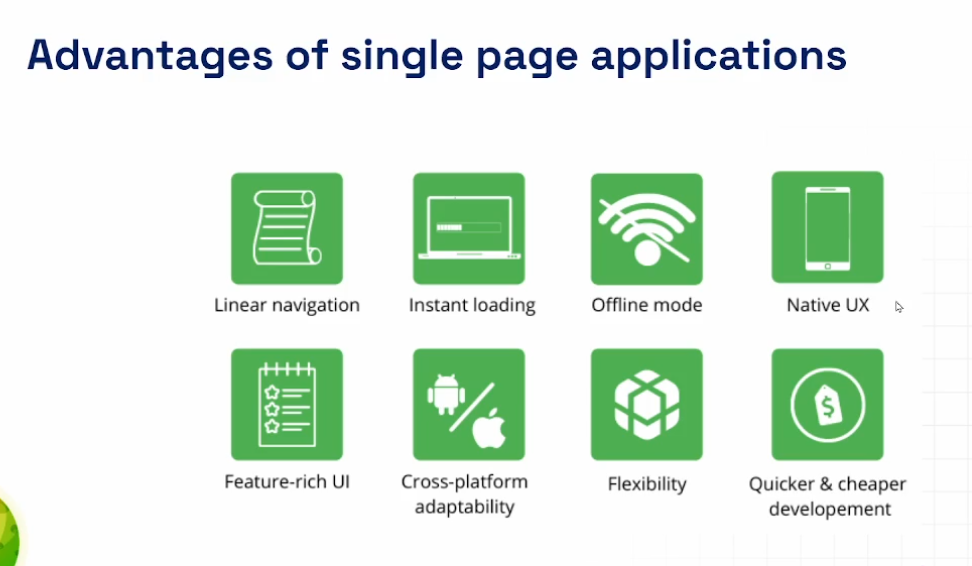 Advantages of single page applications
Linear navigation
Instant loading
Offline mode
Native UX
Feature-rich UI
Cross-platform
adaptability
Flexibility
Quicker & cheaper
developement